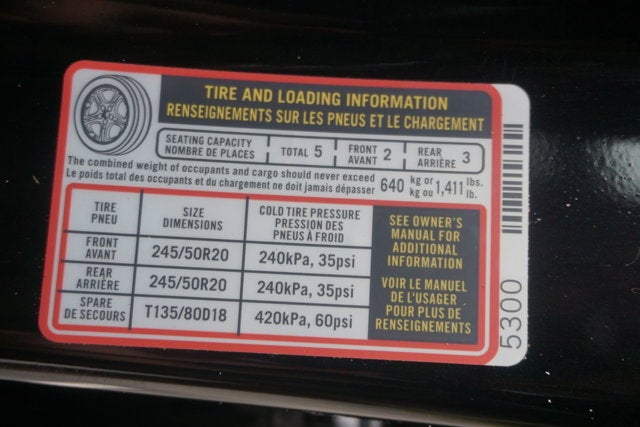 TIRE AND LOADING INFORMATION
RENSEIGNEMENTS SUR LES PNEUS ET LE CHARGEMENT
SEATING CAPACITY
NOMBRE DE PLACES
TOTAL 5
FRONT
AVANT 2
REAR
ARRIÈRE 3
The combined weight of occupants and cargo should never exceed
Le poids total des occupants et du chargement ne doit jamais dépasser
640 kg or 1,411 lbs.
kg ou lb.
TIRE
PNEU
SIZE
DIMENSIONS
COLD TIRE PRESSURE
PRESSION DES
PNEUS À FROID
FRONT
AVANT
245/50R20
240kPa, 35psi
REAR
ARRIÈRE
245/50R20
240kPa, 35psi
SPARE
DE SECOURS
T135/80D18
420kPa, 60psi
SEE OWNER'S
MANUAL FOR
ADDITIONAL
INFORMATION
VOIR LE MANUEL
DE L'USAGER
POUR PLUS DE
RENSEIGNEMENTS
5300